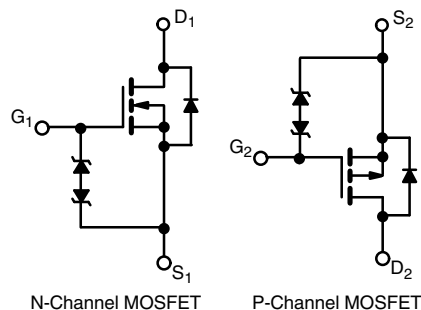 D1
S2
G1
G2
S1
D2
N-Channel MOSFET
P-Channel MOSFET